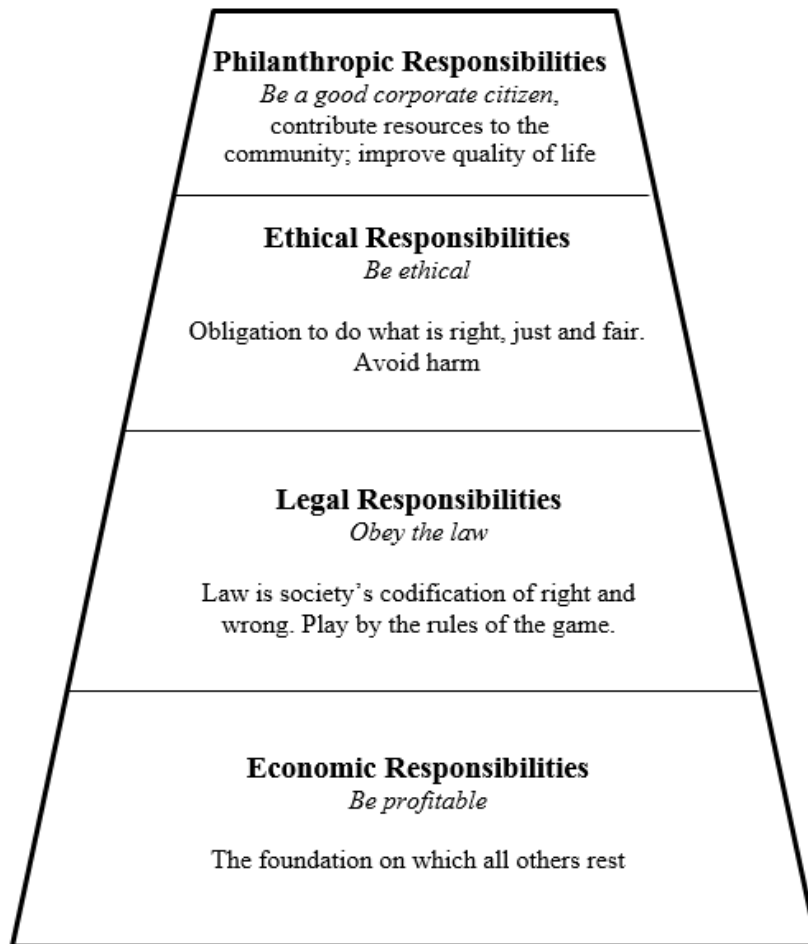 Philanthropic Responsibilities
Be a good corporate citizen,
contribute resources to the
community; improve quality of life
Ethical Responsibilities
Be ethical
Obligation to do what is right, just and fair.
Avoid harm
Legal Responsibilities
Obey the law
Law is society's codification of right and
wrong. Play by the rules of the game.
Economic Responsibilities
Be profitable
The foundation on which all others rest